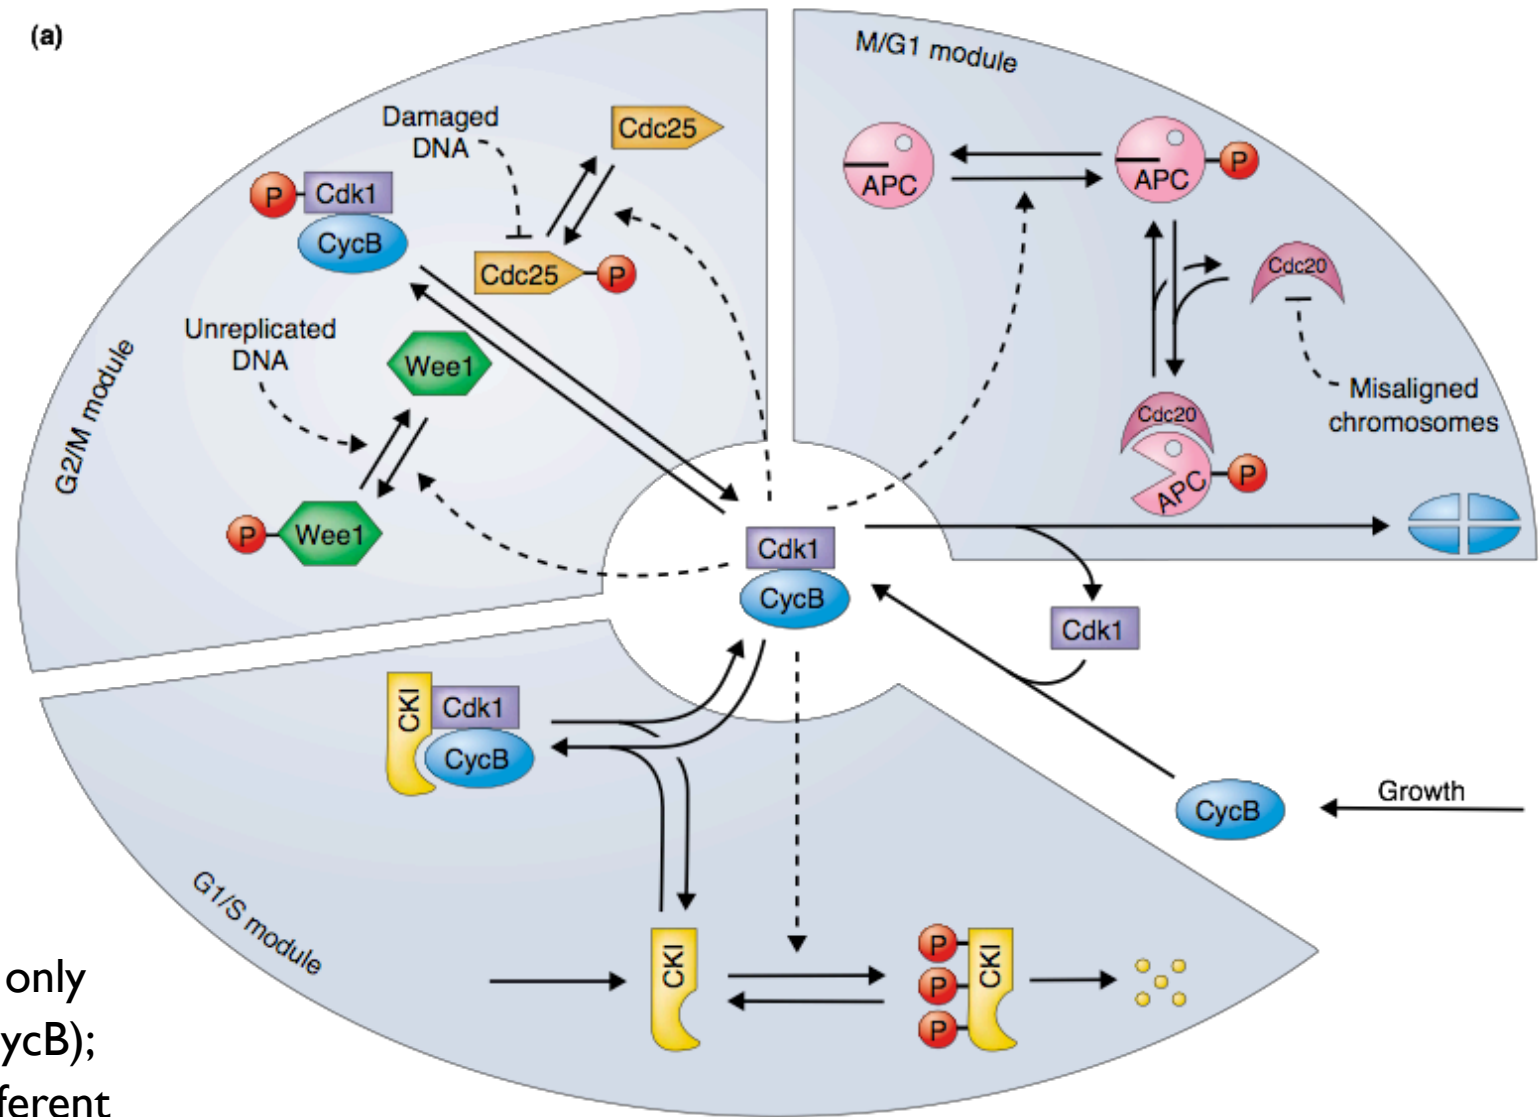 (a)
M/G1 module
Damaged
DNA
Cdc25
P
Cdk1
CycB
Cdc25
P
Unreplicated
DNA
Wee1
G2/M module
P
Wee1
APC
APC
P
Cdc20
Misaligned
chromosomes
Cdc20
APC
P
Cdk1
CycB
Cdk1
CKI
Cdk1
CycB
CycB
Growth
G1/S module
CKI
P
P
P
CKI
only
ycB);
ferent